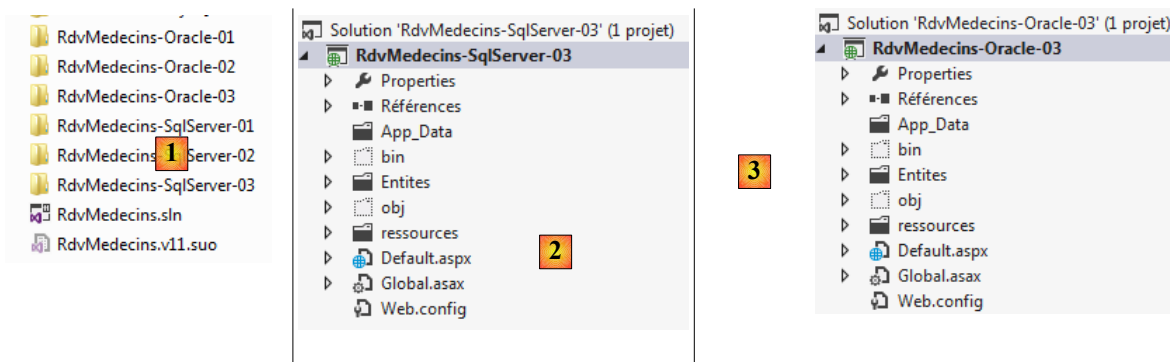 RdvMedecins-Oracle-01
RdvMedecins-Oracle-02
RdvMedecins-Oracle-03
RdvMedecins-SqlServer-01
RdvMedecins-SqlServer-02
RdvMedecins-SqlServer-03
RdvMedecins.sln
RdvMedecins.v11.suo
1
Solution 'RdvMedecins-SqlServer-03' (1 projet)
RdvMedecins-SqlServer-03
Properties
Références
App_Data
bin
Entites
obj
ressources
Default.aspx
Global.asax
Web.config
2
3
Solution 'RdvMedecins-Oracle-03' (1 projet)
RdvMedecins-Oracle-03
Properties
Références
App_Data
bin
Entites
obj
ressources
Default.aspx
Global.asax
Web.config